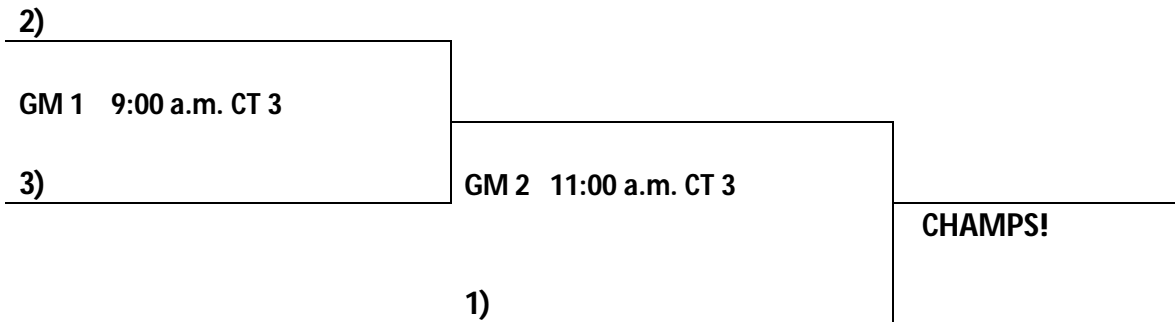 2)
GM 1 9:00 a.m. CT 3
3)
GM 2 11:00 a.m. CT 3
CHAMPS!
1)